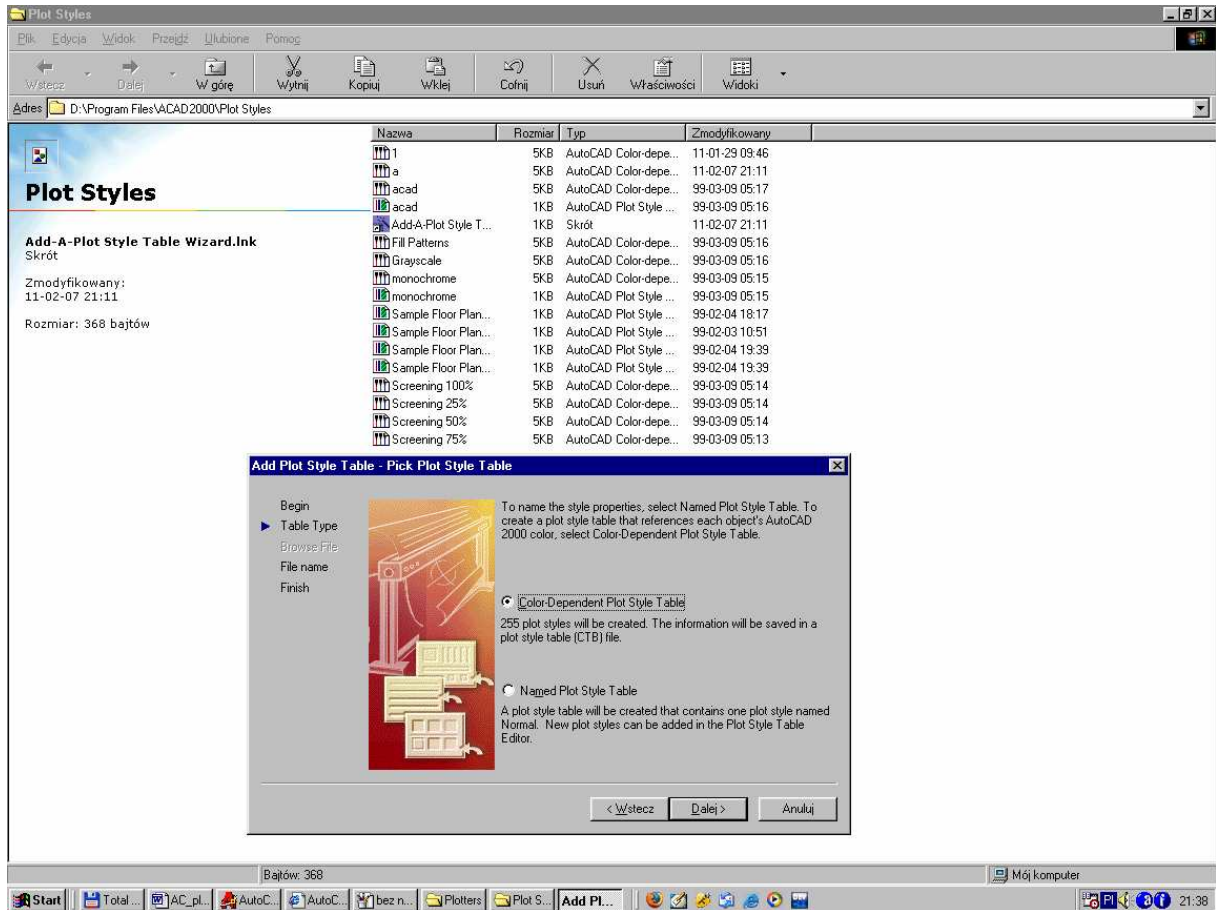 Plot Styles
Plik Edycja Widok Przejdź Ulubione Pomoc
Wstecz Dalej W górę Wytnij Kopiuj Wklej Cofnij Usuń Właściwości Widoki
Adres D:\Program Files\ACAD2000\Plot Styles
Nazwa Rozmiar Typ Zmodyfikowany
1 5KB AutoCAD Color-depe... 11-01-29 09:46
a 5KB AutoCAD Color-depe... 11-02-07 21:11
acad 5KB AutoCAD Color-depe... 99-03-09 05:17
acad 1KB AutoCAD Plot Style ... 99-03-09 05:16
Add-A-Plot Style T... 1KB Skrót 11-02-07 21:11
Fill Patterns 5KB AutoCAD Color-depe... 99-03-09 05:16
Grayscale 5KB AutoCAD Color-depe... 99-03-09 05:16
monochrome 5KB AutoCAD Color-depe... 99-03-09 05:15
monochrome 1KB AutoCAD Plot Style ... 99-03-09 05:15
Sample Floor Plan... 1KB AutoCAD Plot Style ... 99-02-04 18:17
Sample Floor Plan... 1KB AutoCAD Plot Style ... 99-02-03 10:51
Sample Floor Plan... 1KB AutoCAD Plot Style ... 99-02-04 19:39
Sample Floor Plan... 1KB AutoCAD Plot Style ... 99-02-04 19:39
Screening 100% 5KB AutoCAD Color-depe... 99-03-09 05:14
Screening 25% 5KB AutoCAD Color-depe... 99-03-09 05:14
Screening 50% 5KB AutoCAD Color-depe... 99-03-09 05:14
Screening 75% 5KB AutoCAD Color-depe... 99-03-09 05:13
Plot Styles
Add-A-Plot Style Table Wizard.lnk
Skrót
Zmodyfikowany:
11-02-07 21:11
Rozmiar: 368 bajtów
Add Plot Style Table - Pick Plot Style Table
Begin
Table Type
Browse File
File name
Finish
To name the style properties, select Named Plot Style Table. To
create a plot style table that references each object's AutoCAD
2000 color, select Color-Dependent Plot Style Table.
Color-Dependent Plot Style Table
255 plot styles will be created. The information will be saved in a
plot style table (CTB) file.
Named Plot Style Table
A plot style table will be created that contains one plot style named
Normal. New plot styles can be added in the Plot Style Table
Editor.
< Wstecz Dalej > Anuluj
Bajtów: 368 Mój komputer
Start Total ... AC_pl... AutoC... AutoC... bez n... Plotters Plot S... Add Pl... Pl 21:38